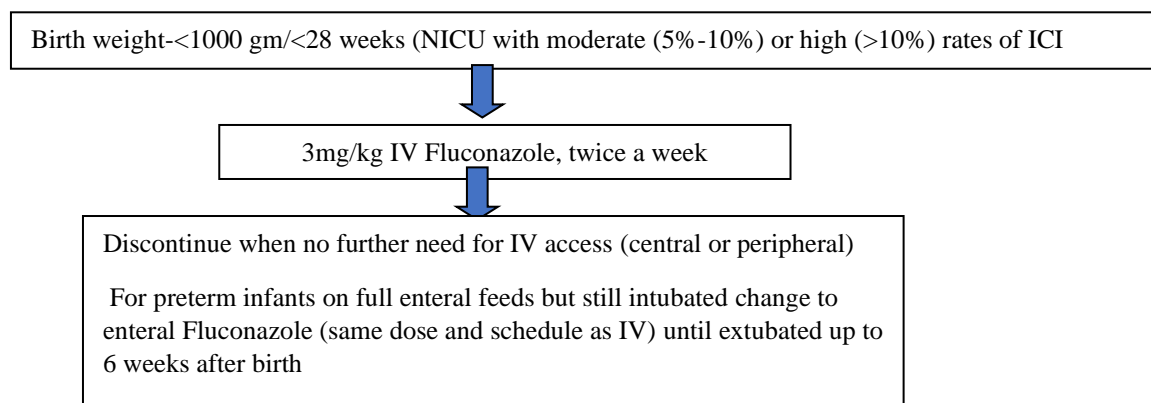 Birth weight-<1000 gm/<28 weeks (NICU with moderate (5%-10%) or high (>10%) rates of ICI
3mg/kg IV Fluconazole, twice a week
Discontinue when no further need for IV access (central or peripheral)
For preterm infants on full enteral feeds but still intubated change to
enteral Fluconazole (same dose and schedule as IV) until extubated up to
6 weeks after birth